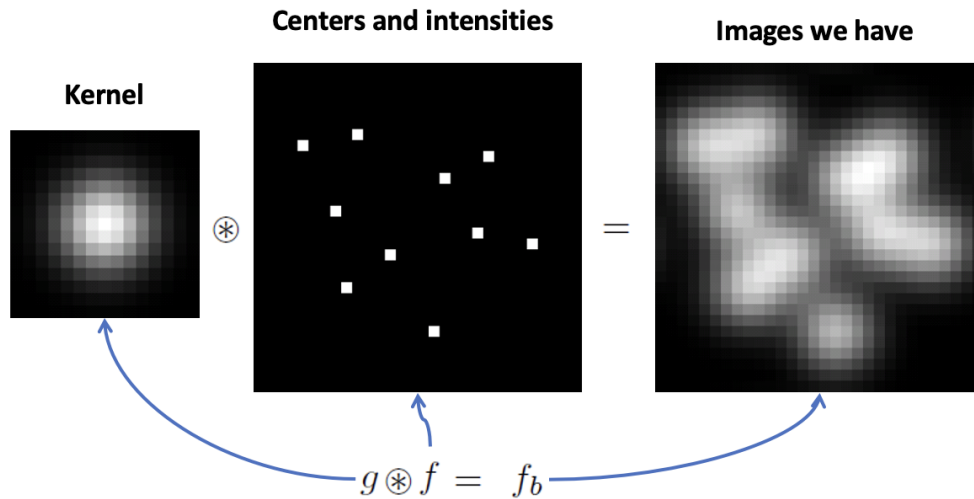 Centers and intensities
Images we have
Kernel
⊛
=
g ⊛ f = f_b